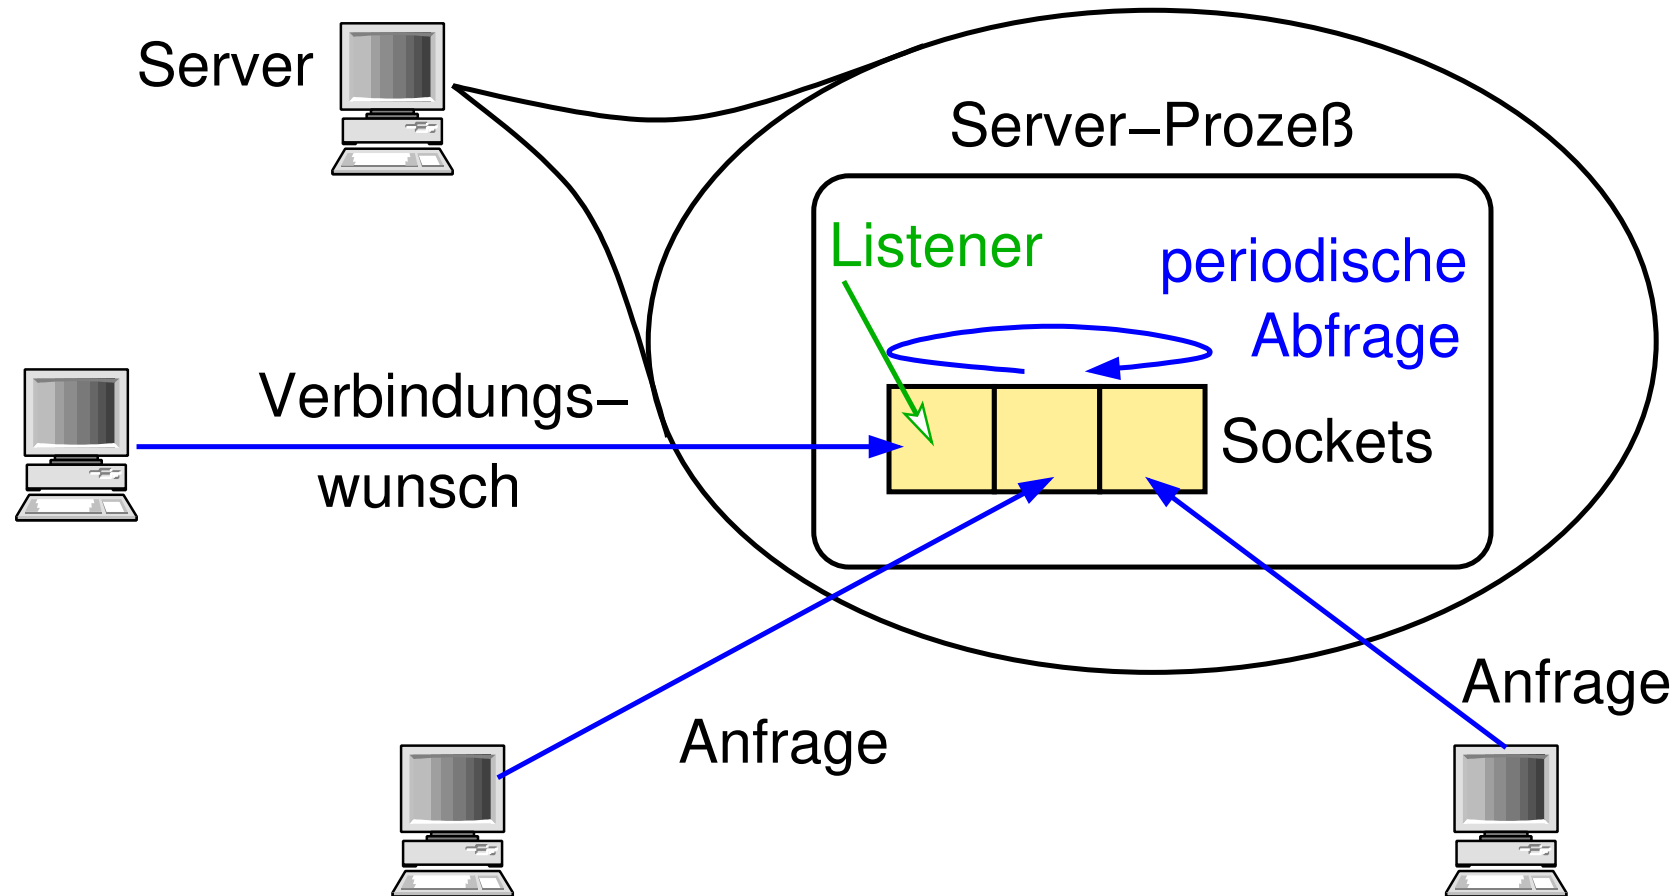 Server
Server–Prozeß
Listener
periodische
Abfrage
Verbindungs–
wunsch
Sockets
Anfrage
Anfrage